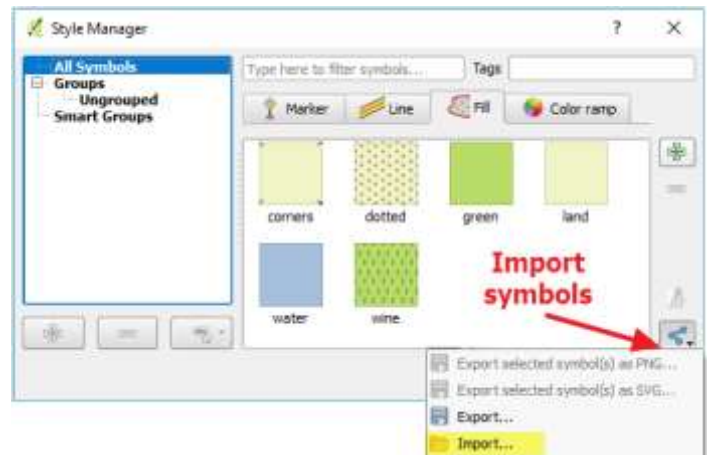 Style Manager ? ×
All Symbols
Groups
Ungrouped
Smart Groups
Type here to filter symbols... Tags
Marker Line Fill Color ramp
corners dotted green land
water wine
Import
symbols
Export selected symbol(s) as PNG...
Export selected symbol(s) as SVG...
Export...
Import...